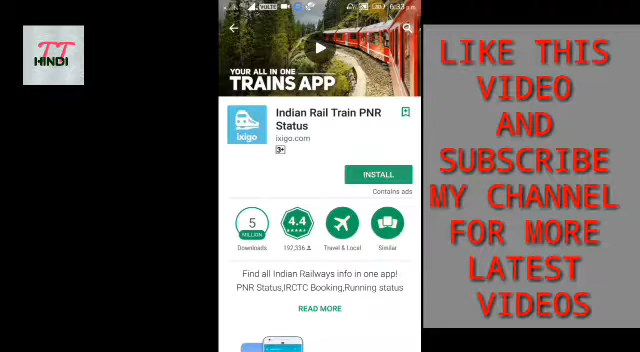 TT
HINDI
VoLTE
6:33 p.m.
YOUR ALL IN ONE
TRAINS APP
ixigo
Indian Rail Train PNR
Status
ixigo.com
3+
INSTALL
Contains ads
5
MILLION
Downloads
4.4
192,336
Travel & Local
Similar
Find all Indian Railways info in one app!
PNR Status,IRCTC Booking,Running status
READ MORE
LIKE THIS
VIDEO
AND
SUBSCRIBE
MY CHANNEL
FOR MORE
LATEST
VIDEOS